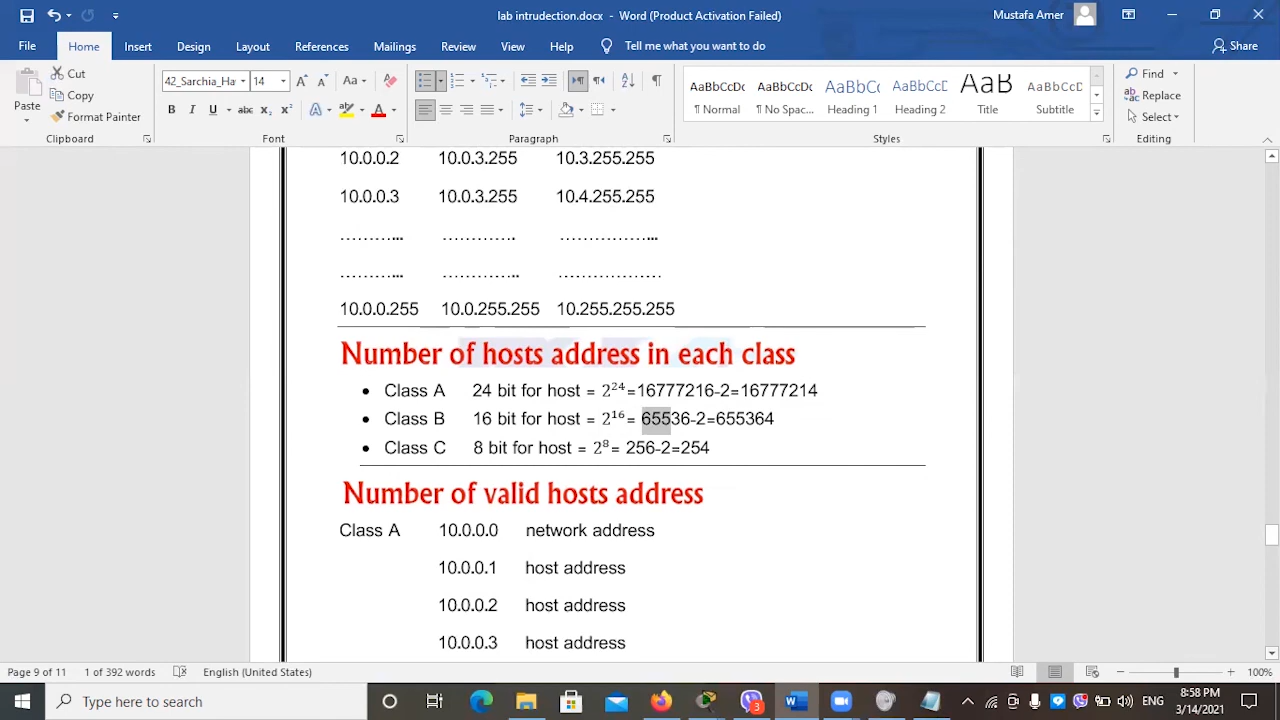 lab intrudection.docx - Word (Product Activation Failed)
Mustafa Amer
File Home Insert Design Layout References Mailings Review View Help Tell me what you want to do Share
Paste
Cut
Copy
Format Painter
Clipboard
42_Sarchia_Ha 14
B I U abc x₂ x²
Font
Paragraph
AaBbCcDc AaBbCcDc AaBbC AaBbCcD AaB AaBbCcD
¶ Normal ¶ No Spac... Heading 1 Heading 2 Title Subtitle
Styles
Find
Replace
Select
Editing
10.0.0.2 10.0.3.255 10.3.255.255
10.0.0.3 10.0.3.255 10.4.255.255
............ ............. ..................
............ .............. ..................
10.0.0.255 10.0.255.255 10.255.255.255
Number of hosts address in each class
• Class A 24 bit for host = 2²⁴=16777216-2=16777214
• Class B 16 bit for host = 2¹⁶= 65536-2=655364
• Class C 8 bit for host = 2⁸= 256-2=254
Number of valid hosts address
Class A 10.0.0.0 network address
10.0.0.1 host address
10.0.0.2 host address
10.0.0.3 host address
Page 9 of 11 1 of 392 words English (United States) 100%
Type here to search
3
ENG
8:58 PM
3/14/2021